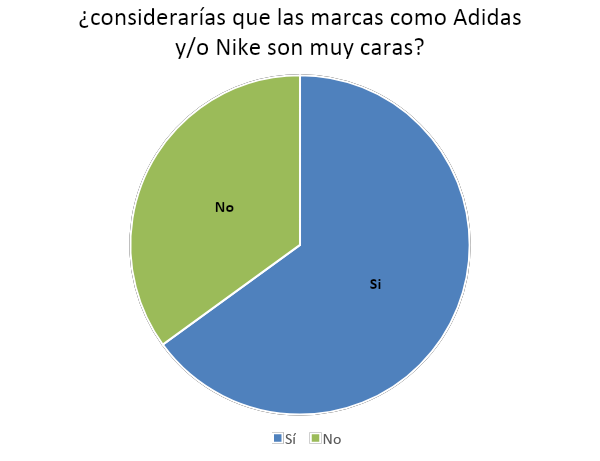 ¿considerarías que las marcas como Adidas
y/o Nike son muy caras?
No
Si
Sí No